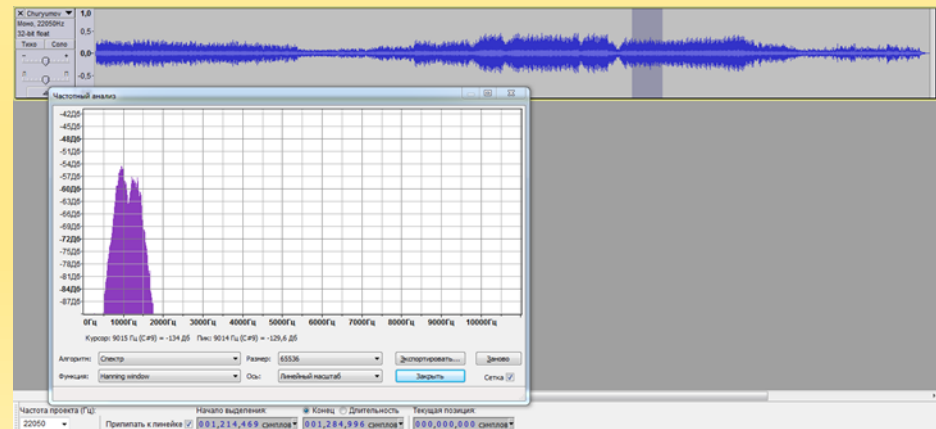 × Churyumov ▼ 1,0
Моно, 22050Hz
32-bit float
Тихо Соло
0,5-
0,0-
-0,5-
Частотный анализ
-42Дб
-45Дб
-48Дб
-51Дб
-54Дб
-57Дб
-60Дб
-63Дб
-66Дб
-69Дб
-72Дб
-75Дб
-78Дб
-81Дб
-84Дб
-87Дб
0Гц 1000Гц 2000Гц 3000Гц 4000Гц 5000Гц 6000Гц 7000Гц 8000Гц 9000Гц 10000Гц
Курсор: 9015 Гц (C#9) = -134 Дб Пик: 9014 Гц (C#9) = -129,6 Дб
Алгоритм: Спектр Размер: 65536 Экспортировать... Заново
Функция: Hanning window Ось: Линейный масштаб Закрыть Сетка
Частота проекта (Гц): Начало выделения: Конец Длительность Текущая позиция:
22050 Прилипать к линейке 001,214,469 сэмплов 001,284,996 сэмплов 000,000,000 сэмплов